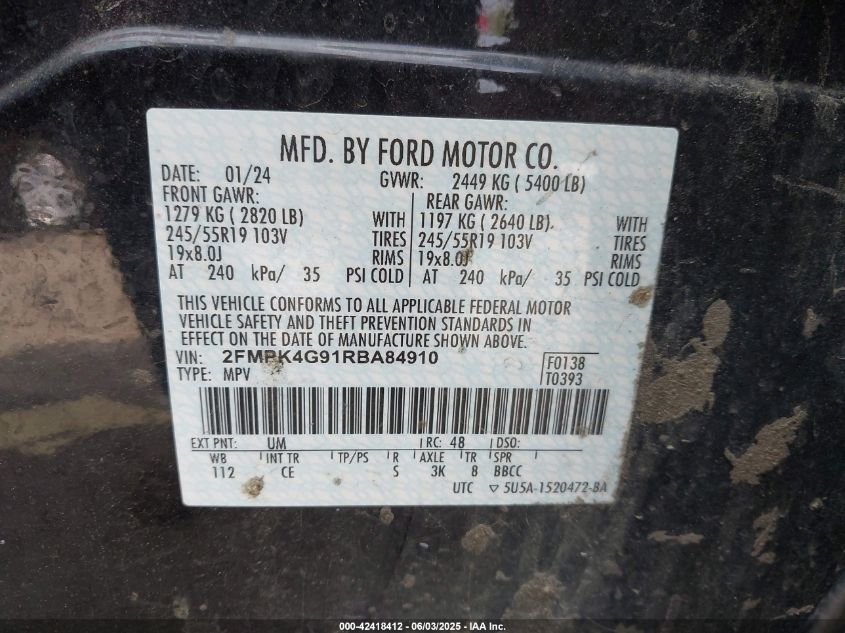 MFD. BY FORD MOTOR CO.
DATE: 01/24 GVWR: 2449 KG ( 5400 LB)
FRONT GAWR: REAR GAWR:
1279 KG ( 2820 LB) WITH 1197 KG ( 2640 LB). WITH
245/55R19 103V TIRES 245/55R19 103V TIRES
19x8.0J RIMS 19x8.0J RIMS
AT 240 kPa/ 35 PSI COLD AT 240 kPa/ 35 PSI COLD
THIS VEHICLE CONFORMS TO ALL APPLICABLE FEDERAL MOTOR
VEHICLE SAFETY AND THEFT PREVENTION STANDARDS IN
EFFECT ON THE DATE OF MANUFACTURE SHOWN ABOVE.
VIN: 2FMPK4G91RBA84910 F0138
TYPE: MPV T0393
EXT PNT: UM RC: 48 DSO:
WB INT TR TP/PS R AXLE TR SPR
112 CE S 3K 8 BBCC
UTC ▽ 5U5A-1520472-BA
000-42418412 - 06/03/2025 - IAA Inc.